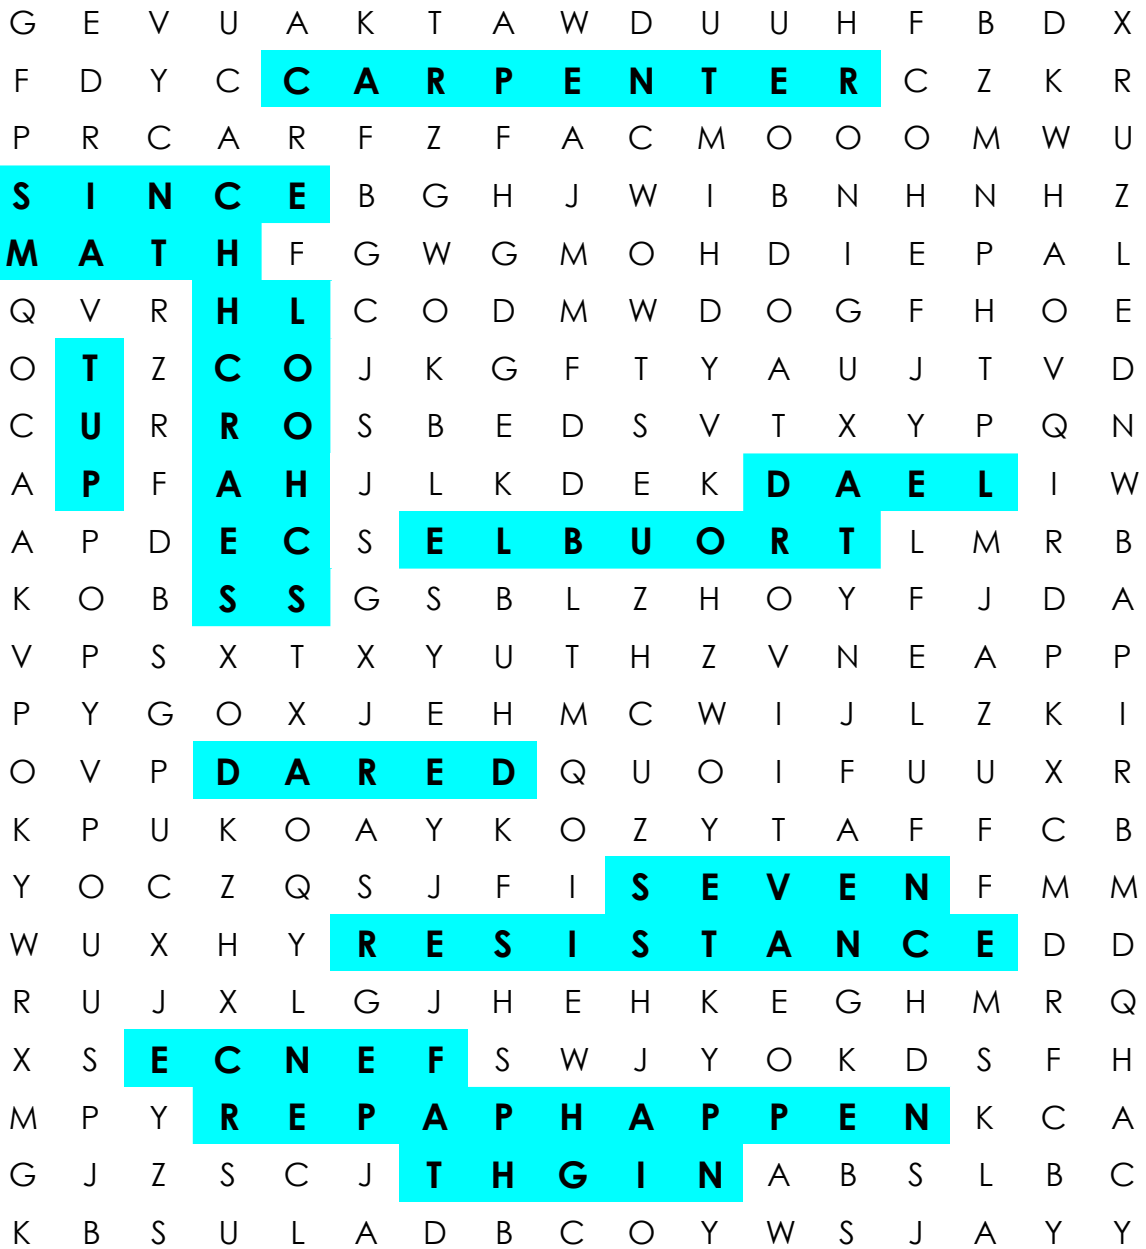 G E V U A K T A W D U U H F B D X
F D Y C C A R P E N T E R C Z K R
P R C A R F Z F A C M O O O M W U
S I N C E B G H J W I B N H N H Z
M A T H F G W G M O H D I E P A L
Q V R H L C O D M W D O G F H O E
O T Z C O J K G F T Y A U J T V D
C U R R O S B E D S V T X Y P Q N
A P F A H J L K D E K D A E L I W
A P D E C S E L B U O R T L M R B
K O B S S G S B L Z H O Y F J D A
V P S X T X Y U T H Z V N E A P P
P Y G O X J E H M C W I J L Z K I
O V P D A R E D Q U O I F U U X R
K P U K O A Y K O Z Y T A F F C B
Y O C Z Q S J F I S E V E N F M M
W U X H Y R E S I S T A N C E D D
R U J X L G J H E H K E G H M R Q
X S E C N E F S W J Y O K D S F H
M P Y R E P A P H A P P E N K C A
G J Z S C J T H G I N A B S L B C
K B S U L A D B C O Y W S J A Y Y